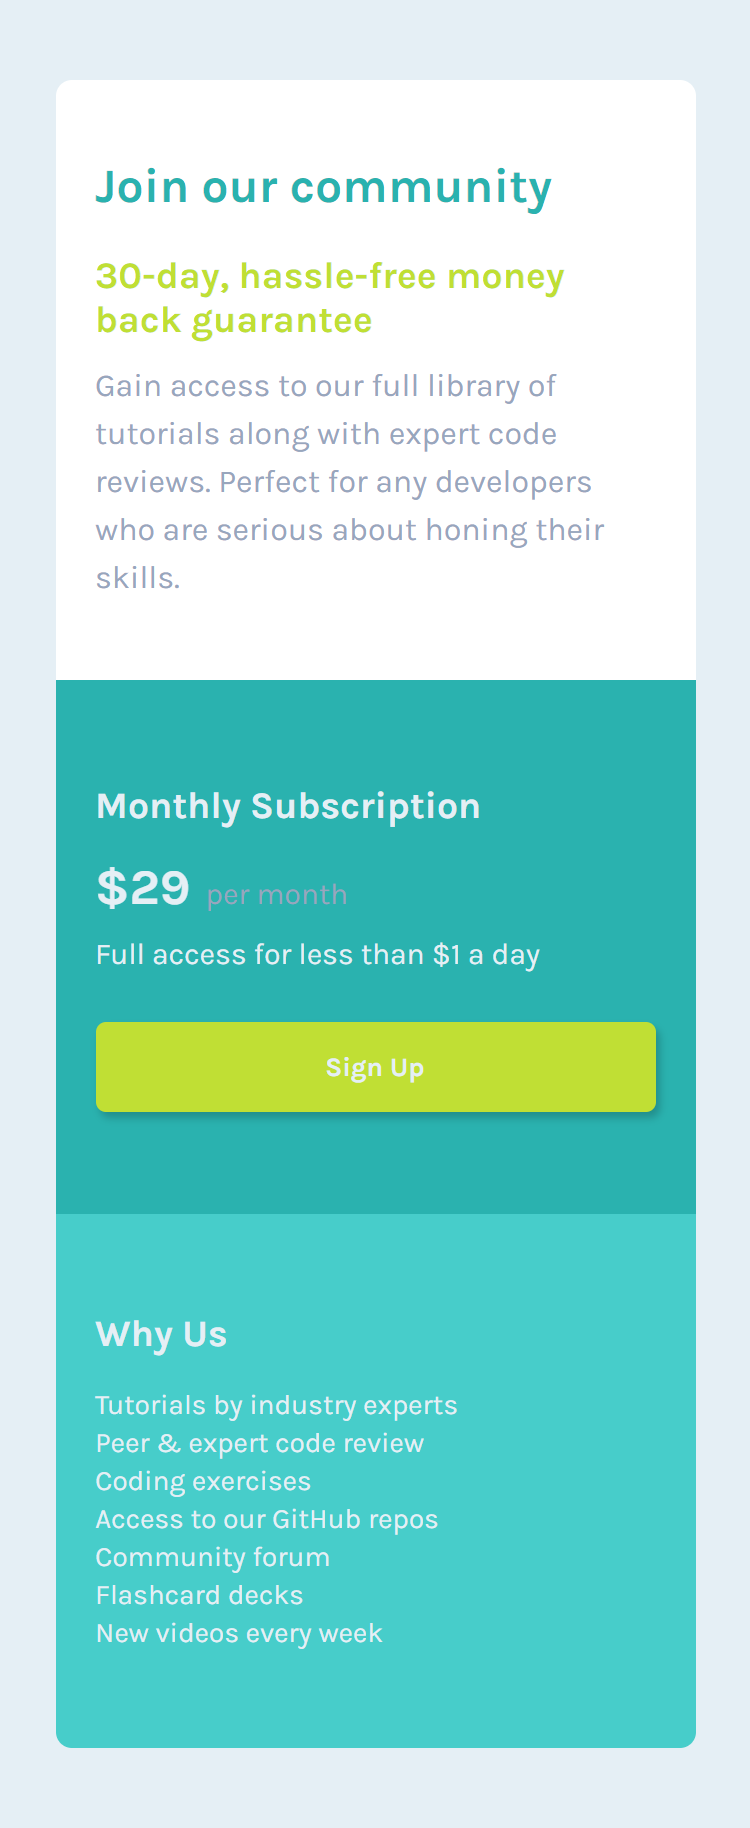 Join our community
30-day, hassle-free money
back guarantee
Gain access to our full library of
tutorials along with expert code
reviews. Perfect for any developers
who are serious about honing their
skills.
Monthly Subscription
$29 per month
Full access for less than $1 a day
Sign Up
Why Us
Tutorials by industry experts
Peer & expert code review
Coding exercises
Access to our GitHub repos
Community forum
Flashcard decks
New videos every week